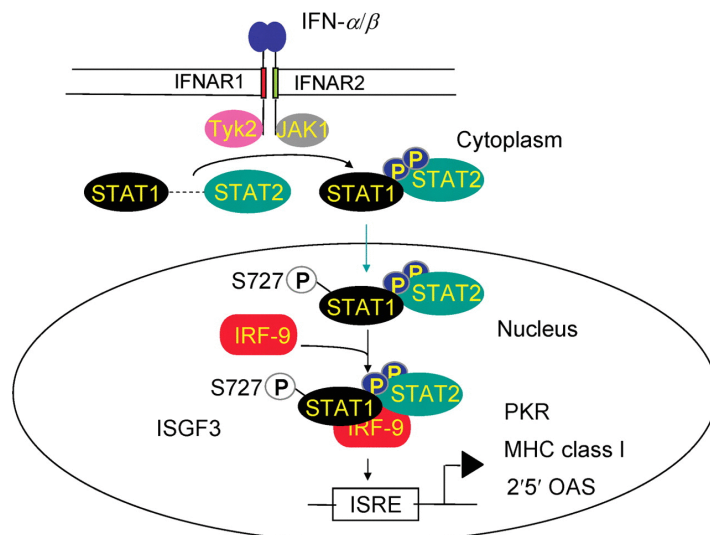 IFN-α/β
IFNAR1 IFNAR2
Tyk2 JAK1
Cytoplasm
P P
STAT1 STAT2 STAT1 STAT2
S727 P
P P
STAT1 STAT2
Nucleus
IRF-9
S727 P
P P
STAT1 STAT2
IRF-9
ISGF3
PKR
MHC class I
2′5′ OAS
ISRE